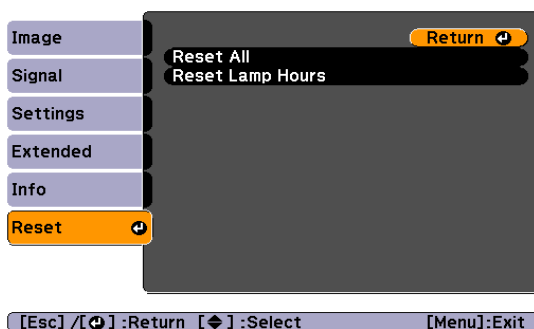 Image
Signal
Settings
Extended
Info
Reset
Return
Reset All
Reset Lamp Hours
[Esc] /[ ] :Return [ ] :Select [Menu]:Exit